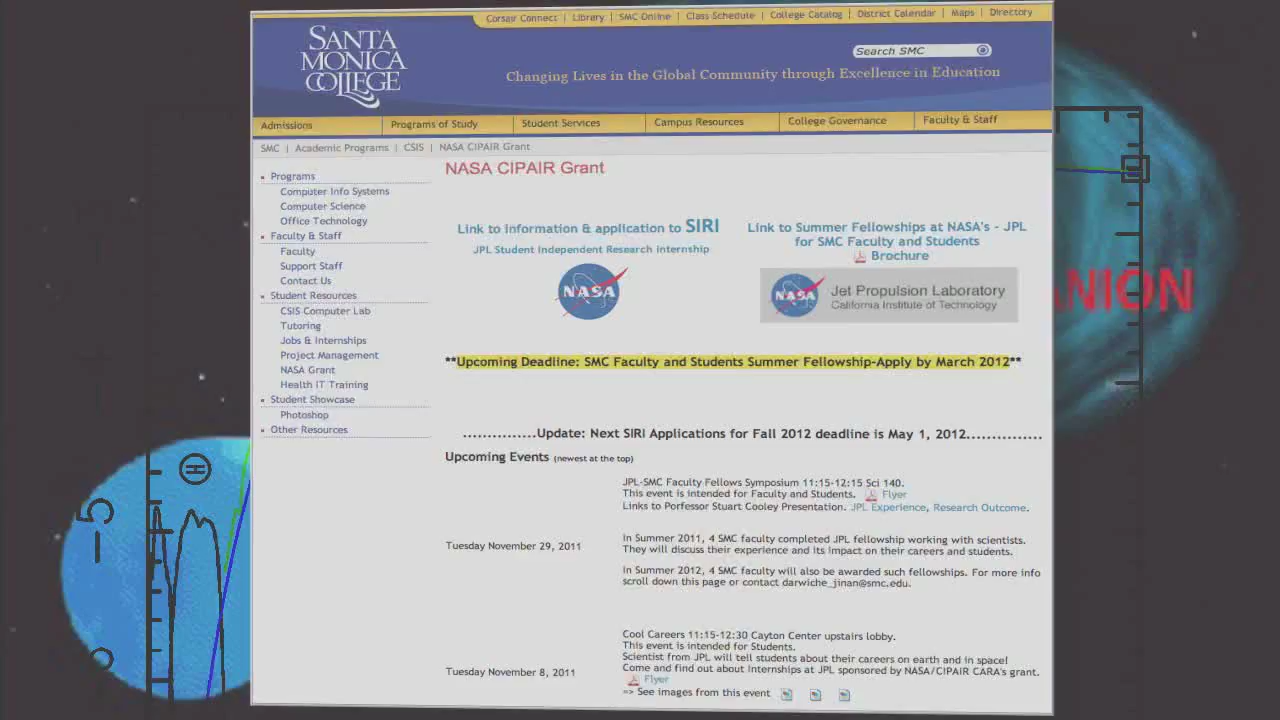 Corsair Connect | Library | SMC Online | Class Schedule | College Catalog | District Calendar | Maps | Directory
SANTA
MONICA
COLLEGE
Search SMC
Changing Lives in the Global Community through Excellence in Education
Admissions
Programs of Study
Student Services
Campus Resources
College Governance
Faculty & Staff
SMC | Academic Programs | CSIS | NASA CIPAIR Grant
Programs
Computer Info Systems
Computer Science
Office Technology
Faculty & Staff
Faculty
Support Staff
Contact Us
Student Resources
CSIS Computer Lab
Tutoring
Jobs & Internships
Project Management
NASA Grant
Health IT Training
Student Showcase
Photoshop
Other Resources
NASA CIPAIR Grant
Link to information & application to SIRI
JPL Student Independent Research Internship
NASA
Link to Summer Fellowships at NASA's - JPL
for SMC Faculty and Students
Brochure
NASA
Jet Propulsion Laboratory
California Institute of Technology
**Upcoming Deadline: SMC Faculty and Students Summer Fellowship-Apply by March 2012**
...............Update: Next SIRI Applications for Fall 2012 deadline is May 1, 2012...............
Upcoming Events (newest at the top)
Tuesday November 29, 2011
JPL-SMC Faculty Fellows Symposium 11:15-12:15 Sci 140.
This event is intended for Faculty and Students. Flyer
Links to Porfessor Stuart Cooley Presentation. JPL Experience, Research Outcome.
In Summer 2011, 4 SMC faculty completed JPL fellowship working with scientists.
They will discuss their experience and its impact on their careers and students.
In Summer 2012, 4 SMC faculty will also be awarded such fellowships. For more info
scroll down this page or contact darwiche_jinan@smc.edu.
Tuesday November 8, 2011
Cool Careers 11:15-12:30 Cayton Center upstairs lobby.
This event is intended for Students.
Scientist from JPL will tell students about their careers on earth and in space!
Come and find out about Internships at JPL sponsored by NASA/CIPAIR CARA's grant.
Flyer
=> See images from this event
NION
H
-5